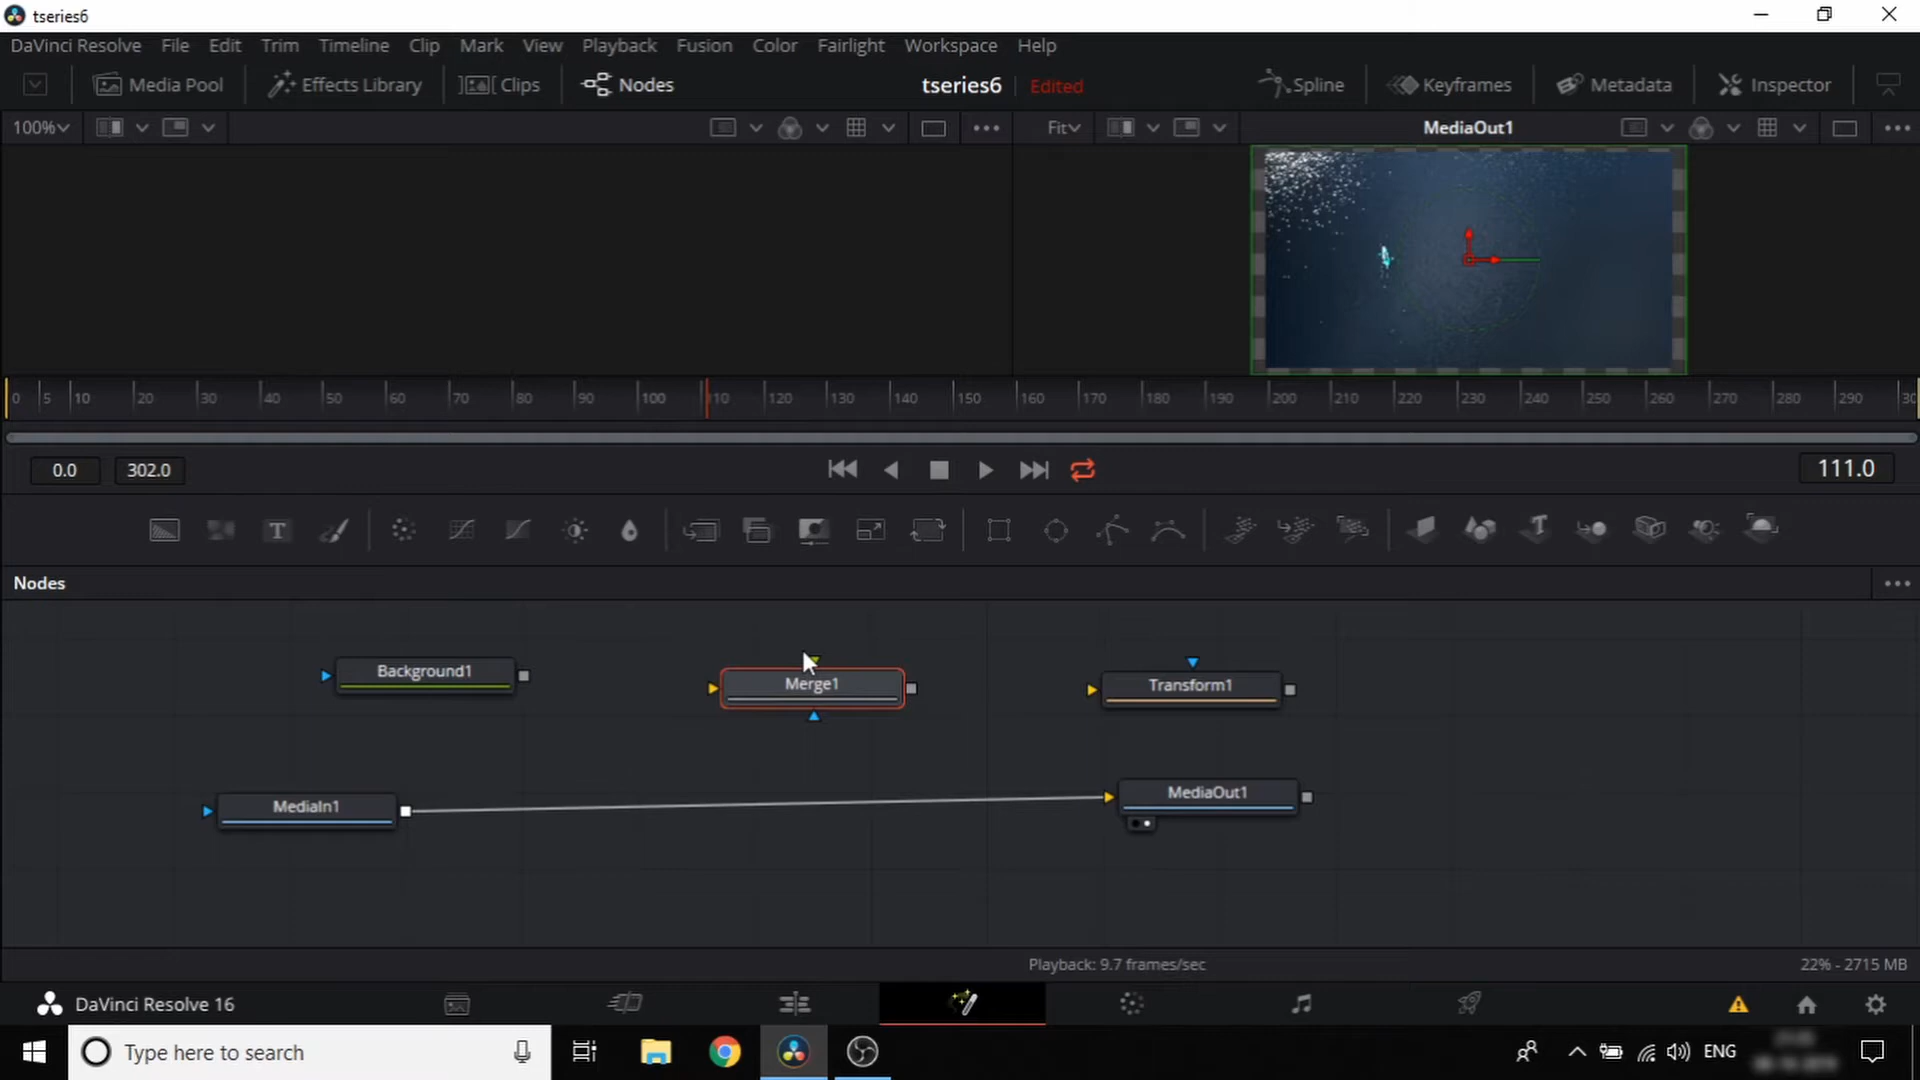 tseries6
DaVinci Resolve File Edit Trim Timeline Clip Mark View Playback Fusion Color Fairlight Workspace Help
Media Pool Effects Library Clips Nodes tseries6 Edited Spline Keyframes Metadata Inspector
100% Fit MediaOut1
0 5 10 20 30 40 50 60 70 80 90 100 110 120 130 140 150 160 170 180 190 200 210 220 230 240 250 260 270 280 290 30
0.0 302.0 111.0
T
Nodes
Background1 Merge1 Transform1
MediaIn1 MediaOut1
Playback: 9.7 frames/sec 22% - 2715 MB
DaVinci Resolve 16
Type here to search ENG